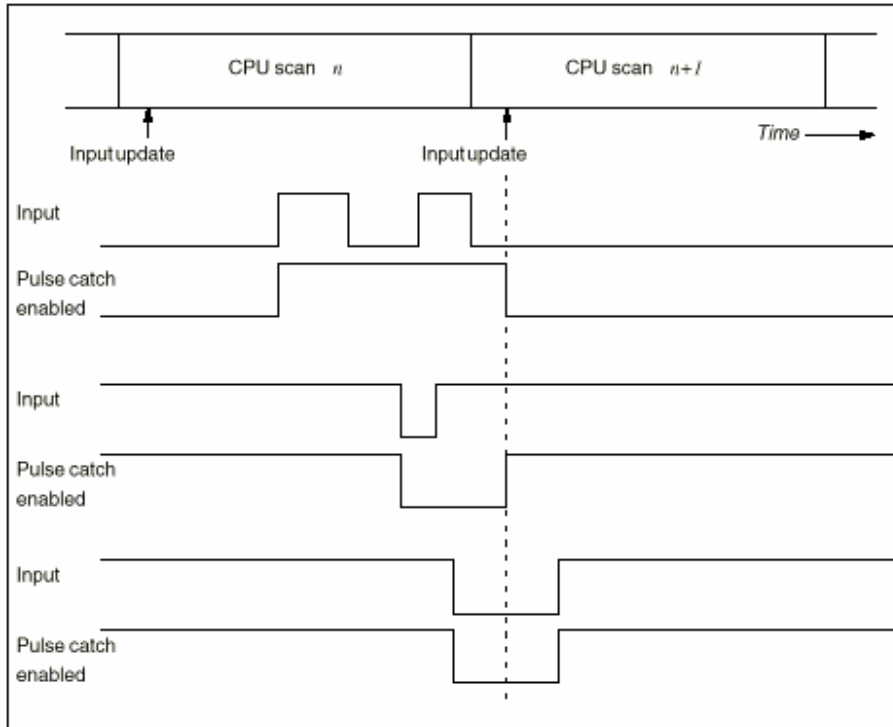 CPU scan n
CPU scan n+1
Input update
Input update
Time
Input
Pulse catch
enabled
Input
Pulse catch
enabled
Input
Pulse catch
enabled